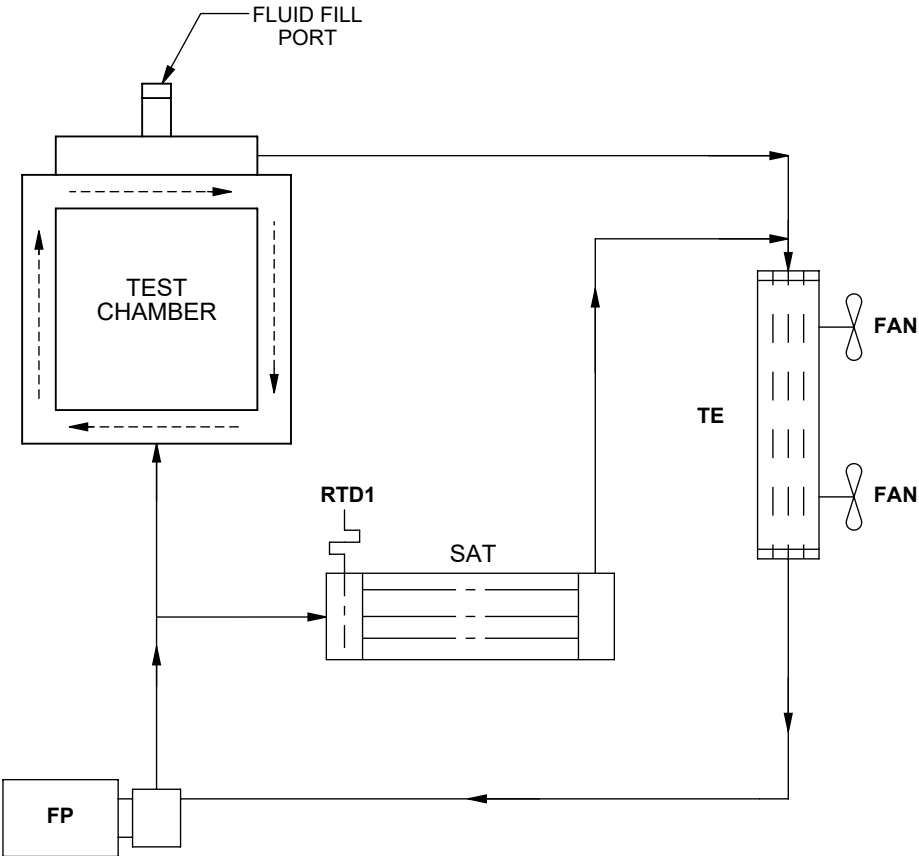 FLUID FILL
PORT
TEST
CHAMBER
FAN
TE
FAN
RTD1
SAT
FP